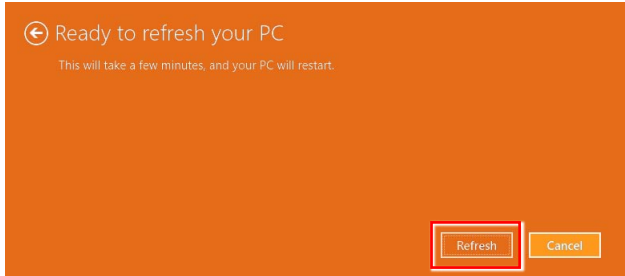 Ready to refresh your PC
This will take a few minutes, and your PC will restart.
Refresh
Cancel